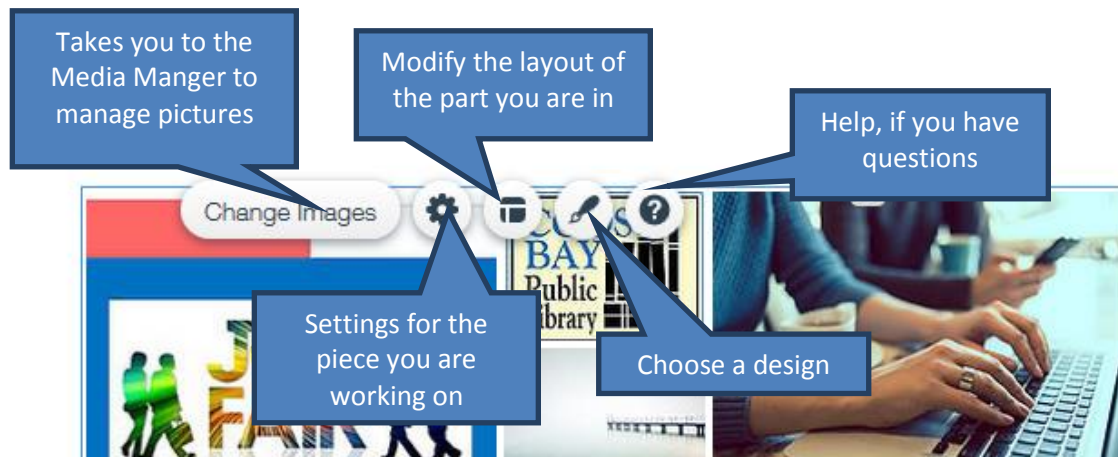 Takes you to the
Media Manger to
manage pictures
Modify the layout of
the part you are in
Help, if you have
questions
Change Images
?
BAY
Public
Settings for the
piece you are
working on
Choose a design